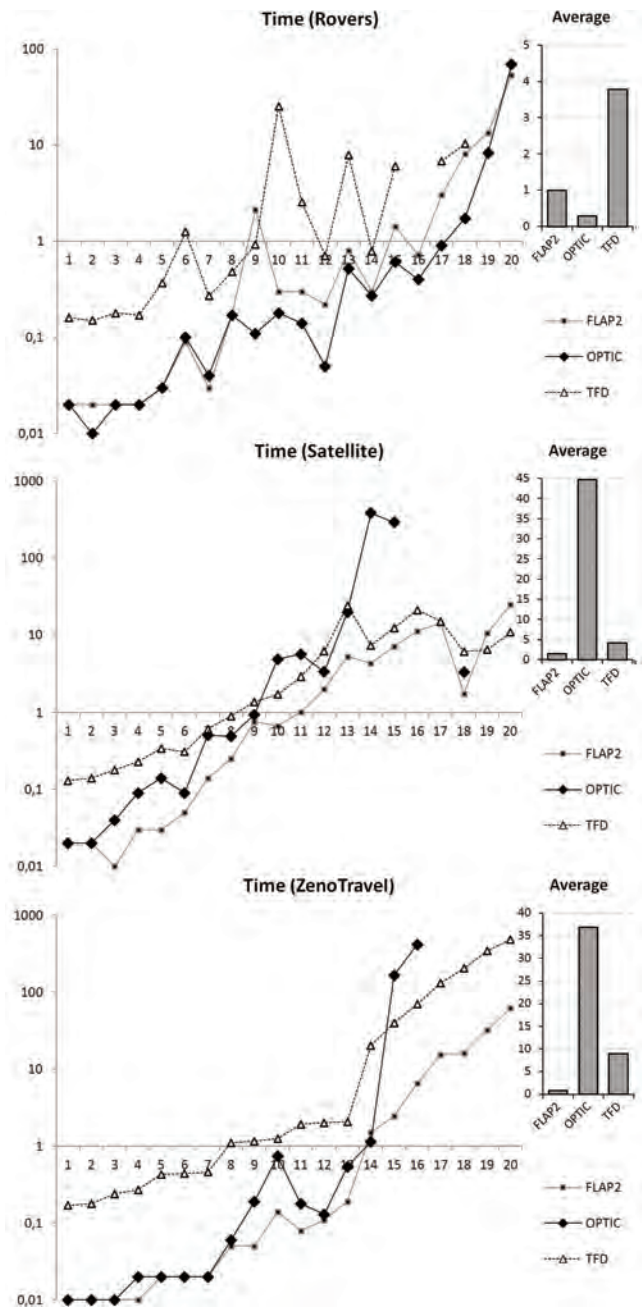 Time (Rovers)
Average
100
10
1
0,1
0,01
1 2 3 4 5 6 7 8 9 10 11 12 13 14 15 16 17 18 19 20
5
4
3
2
1
0
FLAP2
OPTIC
TFD
FLAP2
OPTIC
TFD
Time (Satellite)
Average
1000
100
10
1
0,1
0,01
1 2 3 4 5 6 7 8 9 10 11 12 13 14 15 16 17 18 19 20
45
40
35
30
25
20
15
10
5
0
FLAP2
OPTIC
TFD
FLAP2
OPTIC
TFD
Time (ZenoTravel)
Average
1000
100
10
1
0,1
0,01
1 2 3 4 5 6 7 8 9 10 11 12 13 14 15 16 17 18 19 20
40
35
30
25
20
15
10
5
0
FLAP2
OPTIC
TFD
FLAP2
OPTIC
TFD